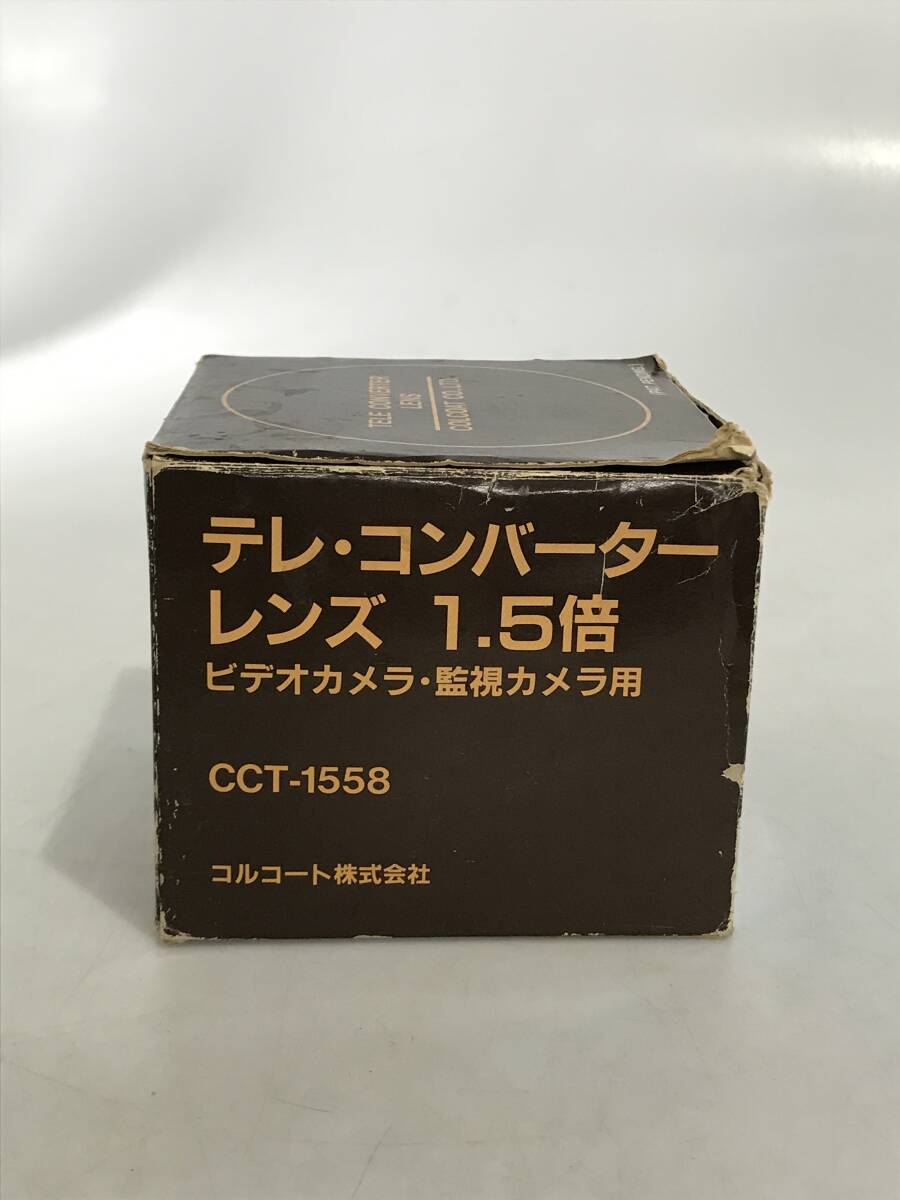 TELE CONVERTER
LENS
COLCOAT CO.,LTD.
テレ・コンバーター
レンズ 1.5倍
ビデオカメラ・監視カメラ用
CCT-1558
コルコート株式会社